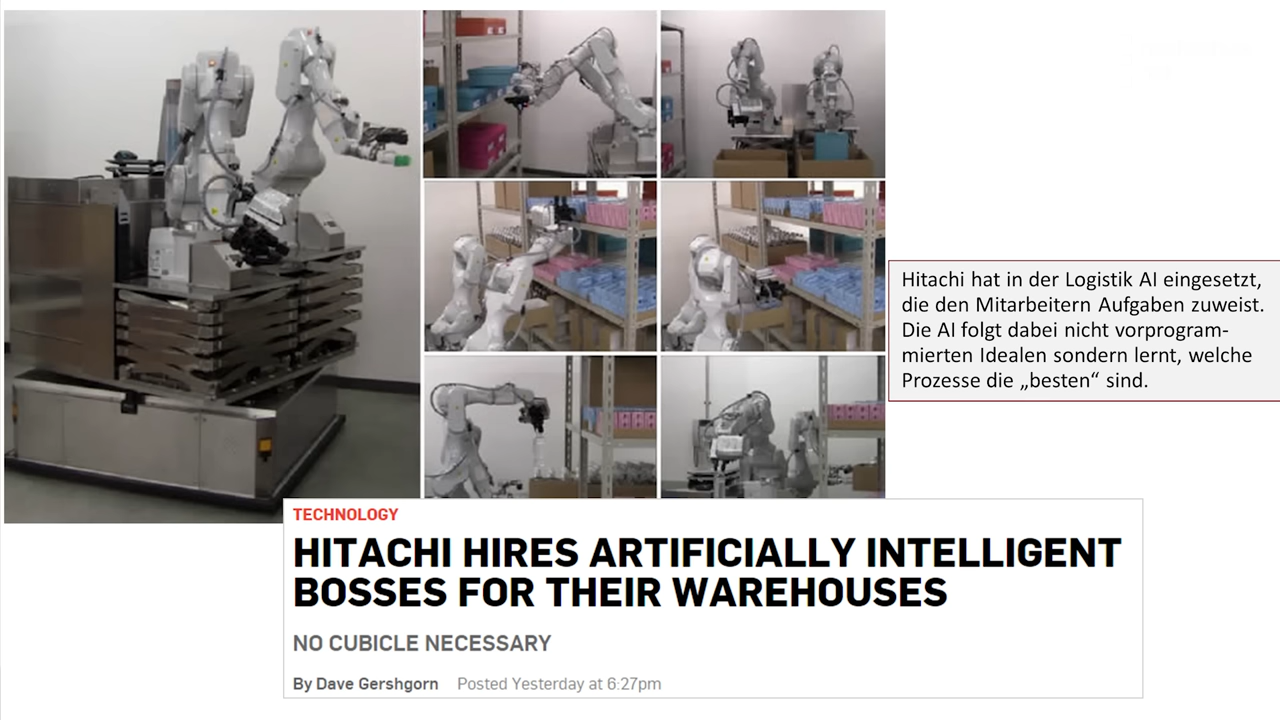 Hitachi hat in der Logistik AI eingesetzt,
die den Mitarbeitern Aufgaben zuweist.
Die AI folgt dabei nicht vorprogram-
mierten Idealen sondern lernt, welche
Prozesse die „besten“ sind.
TECHNOLOGY
HITACHI HIRES ARTIFICIALLY INTELLIGENT
BOSSES FOR THEIR WAREHOUSES
NO CUBICLE NECESSARY
By Dave Gershgorn Posted Yesterday at 6:27pm